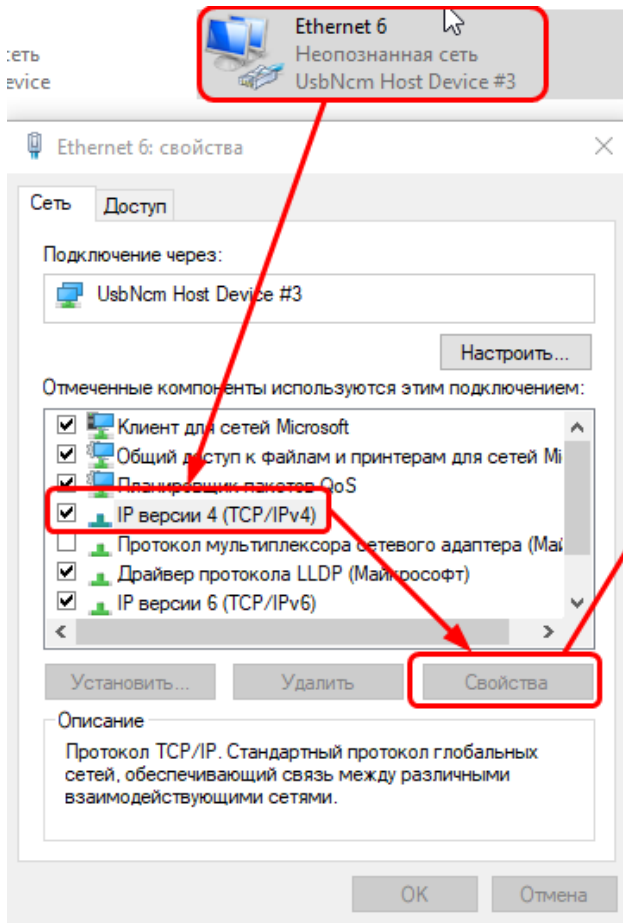 Ethernet 6
Неопознанная сеть
UsbNcm Host Device #3
сеть
evice
Ethernet 6: свойства
Сеть
Доступ
Подключение через:
UsbNcm Host Device #3
Настроить...
Отмеченные компоненты используются этим подключением:
Клиент для сетей Microsoft
Общий доступ к файлам и принтерам для сетей Mi
Планировщик пакетов QoS
IP версии 4 (TCP/IPv4)
Протокол мультиплексора сетевого адаптера (Май
Драйвер протокола LLDP (Майкрософт)
IP версии 6 (TCP/IPv6)
Установить...
Удалить
Свойства
Описание
Протокол TCP/IP. Стандартный протокол глобальных
сетей, обеспечивающий связь между различными
взаимодействующими сетями.
OK
Отмена